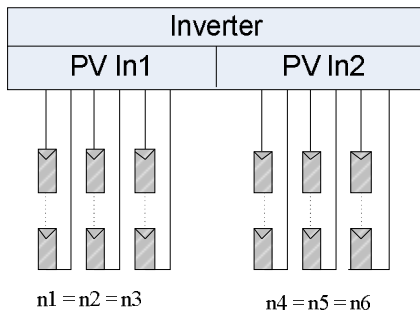 Inverter
PV In1 PV In2
n1 = n2 = n3 n4 = n5 = n6